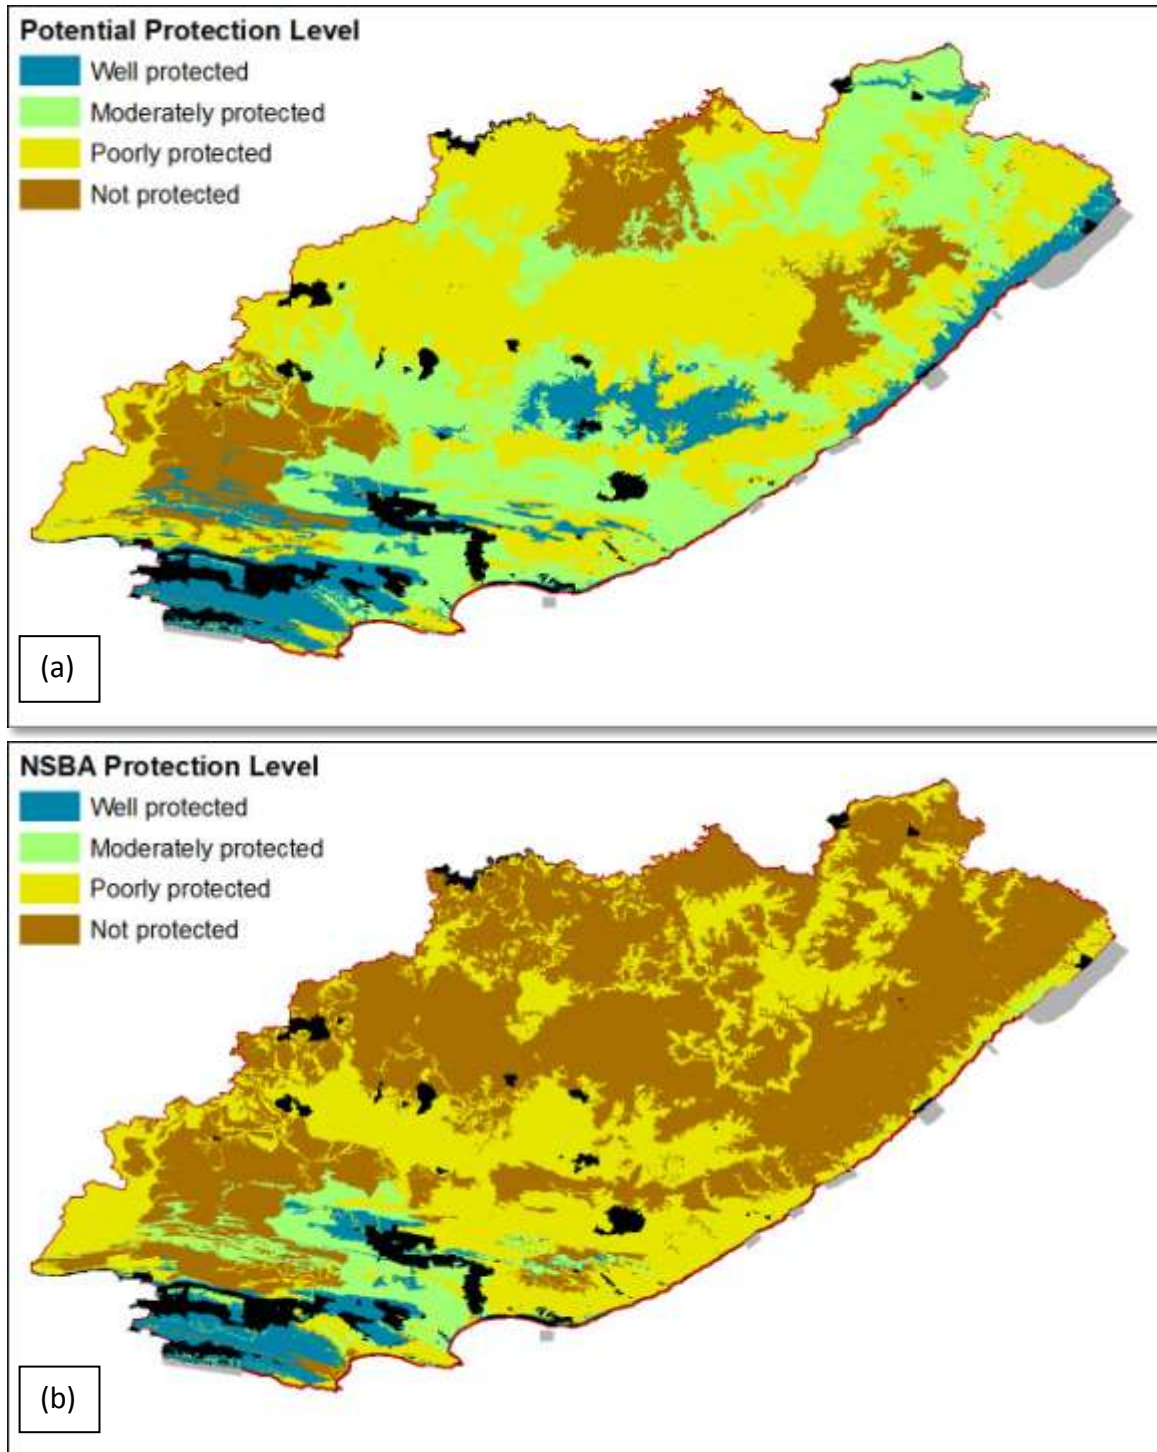 Potential Protection Level
Well protected
Moderately protected
Poorly protected
Not protected
(a)
NSBA Protection Level
Well protected
Moderately protected
Poorly protected
Not protected
(b)